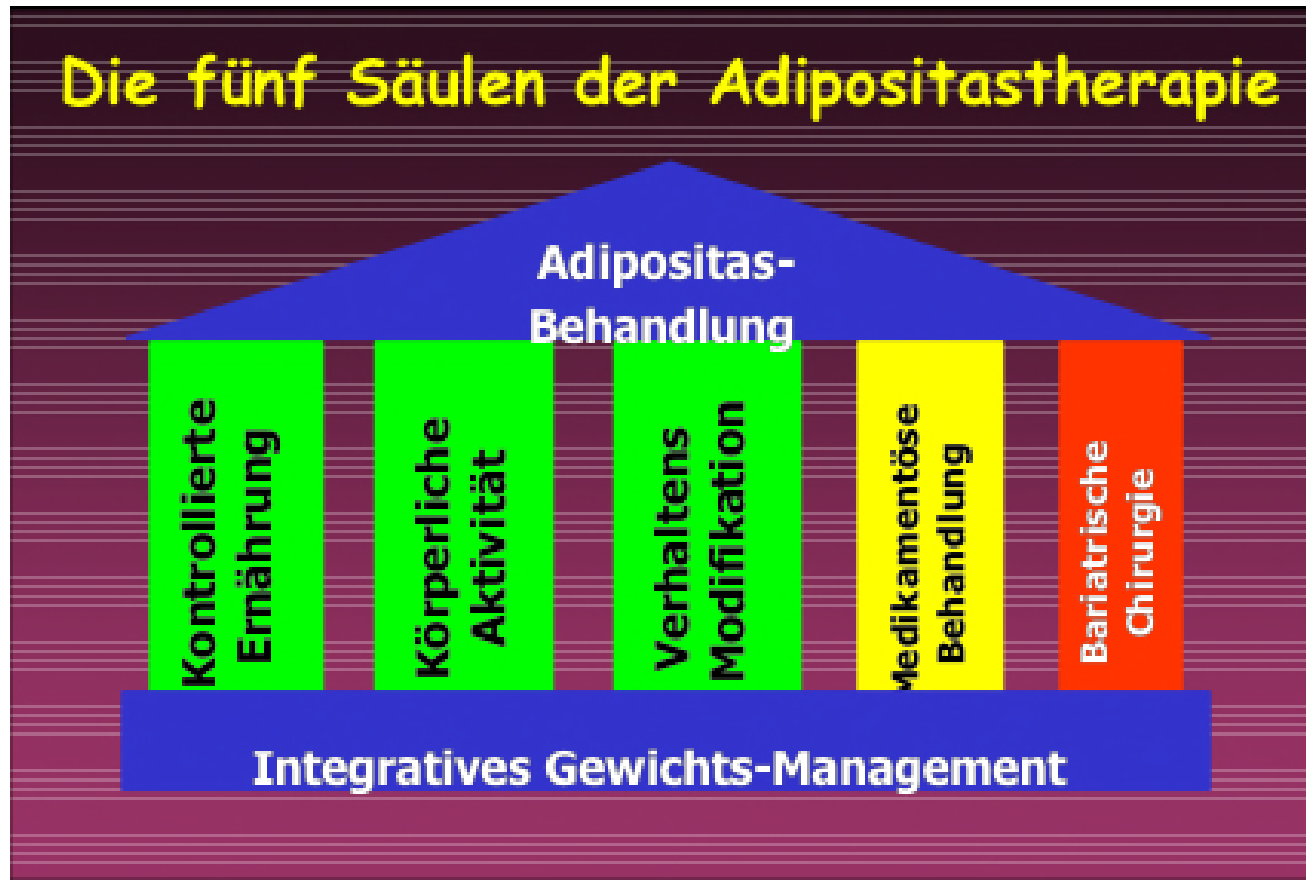 Die fünf Säulen der Adipositastherapie
Adipositas-
Behandlung
Kontrollierte
Ernährung
Körperliche
Aktivität
Verhaltens
Modifikation
Medikamentöse
Behandlung
Bariatrische
Chirurgie
Integratives Gewichts-Management